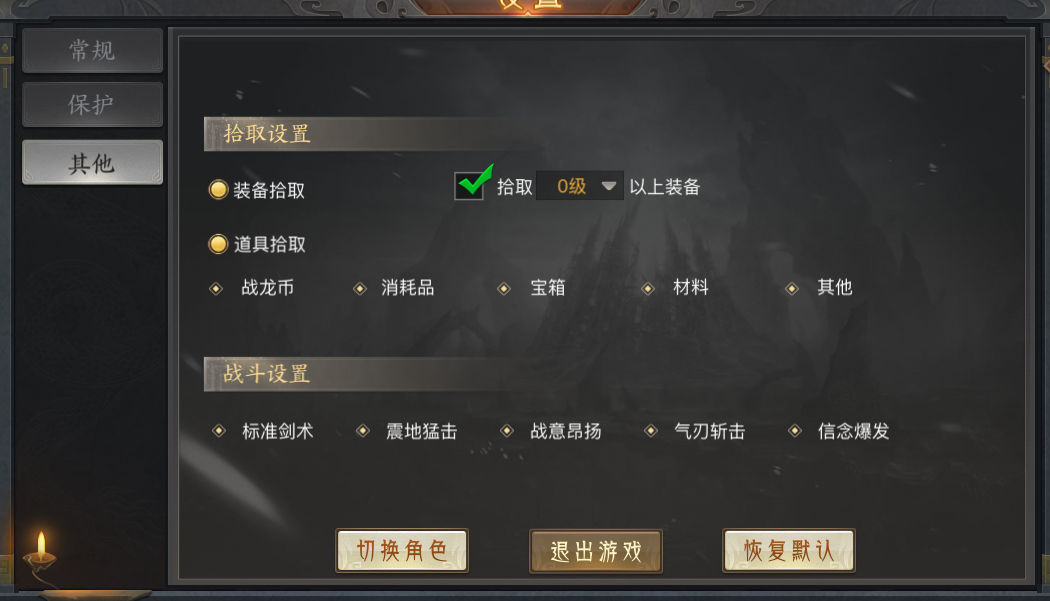 设置
常规
保护
其他
拾取设置
装备拾取
拾取 0级 以上装备
道具拾取
战龙币 消耗品 宝箱 材料 其他
战斗设置
标准剑术 震地猛击 战意昂扬 气刃斩击 信念爆发
切换角色 退出游戏 恢复默认